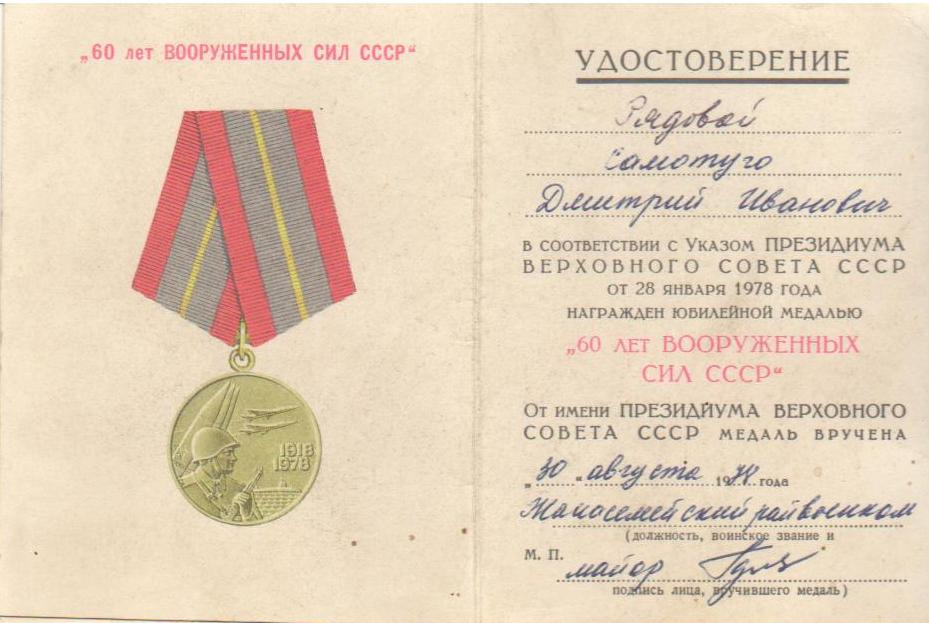 „60 лет ВООРУЖЕННЫХ СИЛ СССР“
1918
1978
УДОСТОВЕРЕНИЕ
Рядовой
Самотуго
Дмитрий Иванович
в соответствии с Указом ПРЕЗИДИУМА
ВЕРХОВНОГО СОВЕТА СССР
от 28 января 1978 года
награжден юбилейной медалью
„60 лет ВООРУЖЕННЫХ
СИЛ СССР“
От имени ПРЕЗИДИУМА ВЕРХОВНОГО
СОВЕТА СССР медаль вручена
„30“ августа 1978 года
Жанасемейский райвоенком
(должность, воинское звание и
М. П. майор
подпись лица, вручившего медаль)